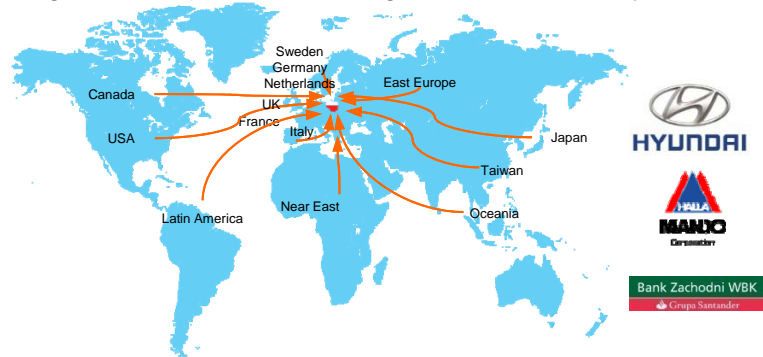 Sweden
Germany
Netherlands
East Europe
Canada
UK
France
USA
Italy
Japan
Taiwan
Near East
Oceania
Latin America
HYUNDAI
HALLA
MANDO
Corporation
Bank Zachodni WBK
Grupa Santander